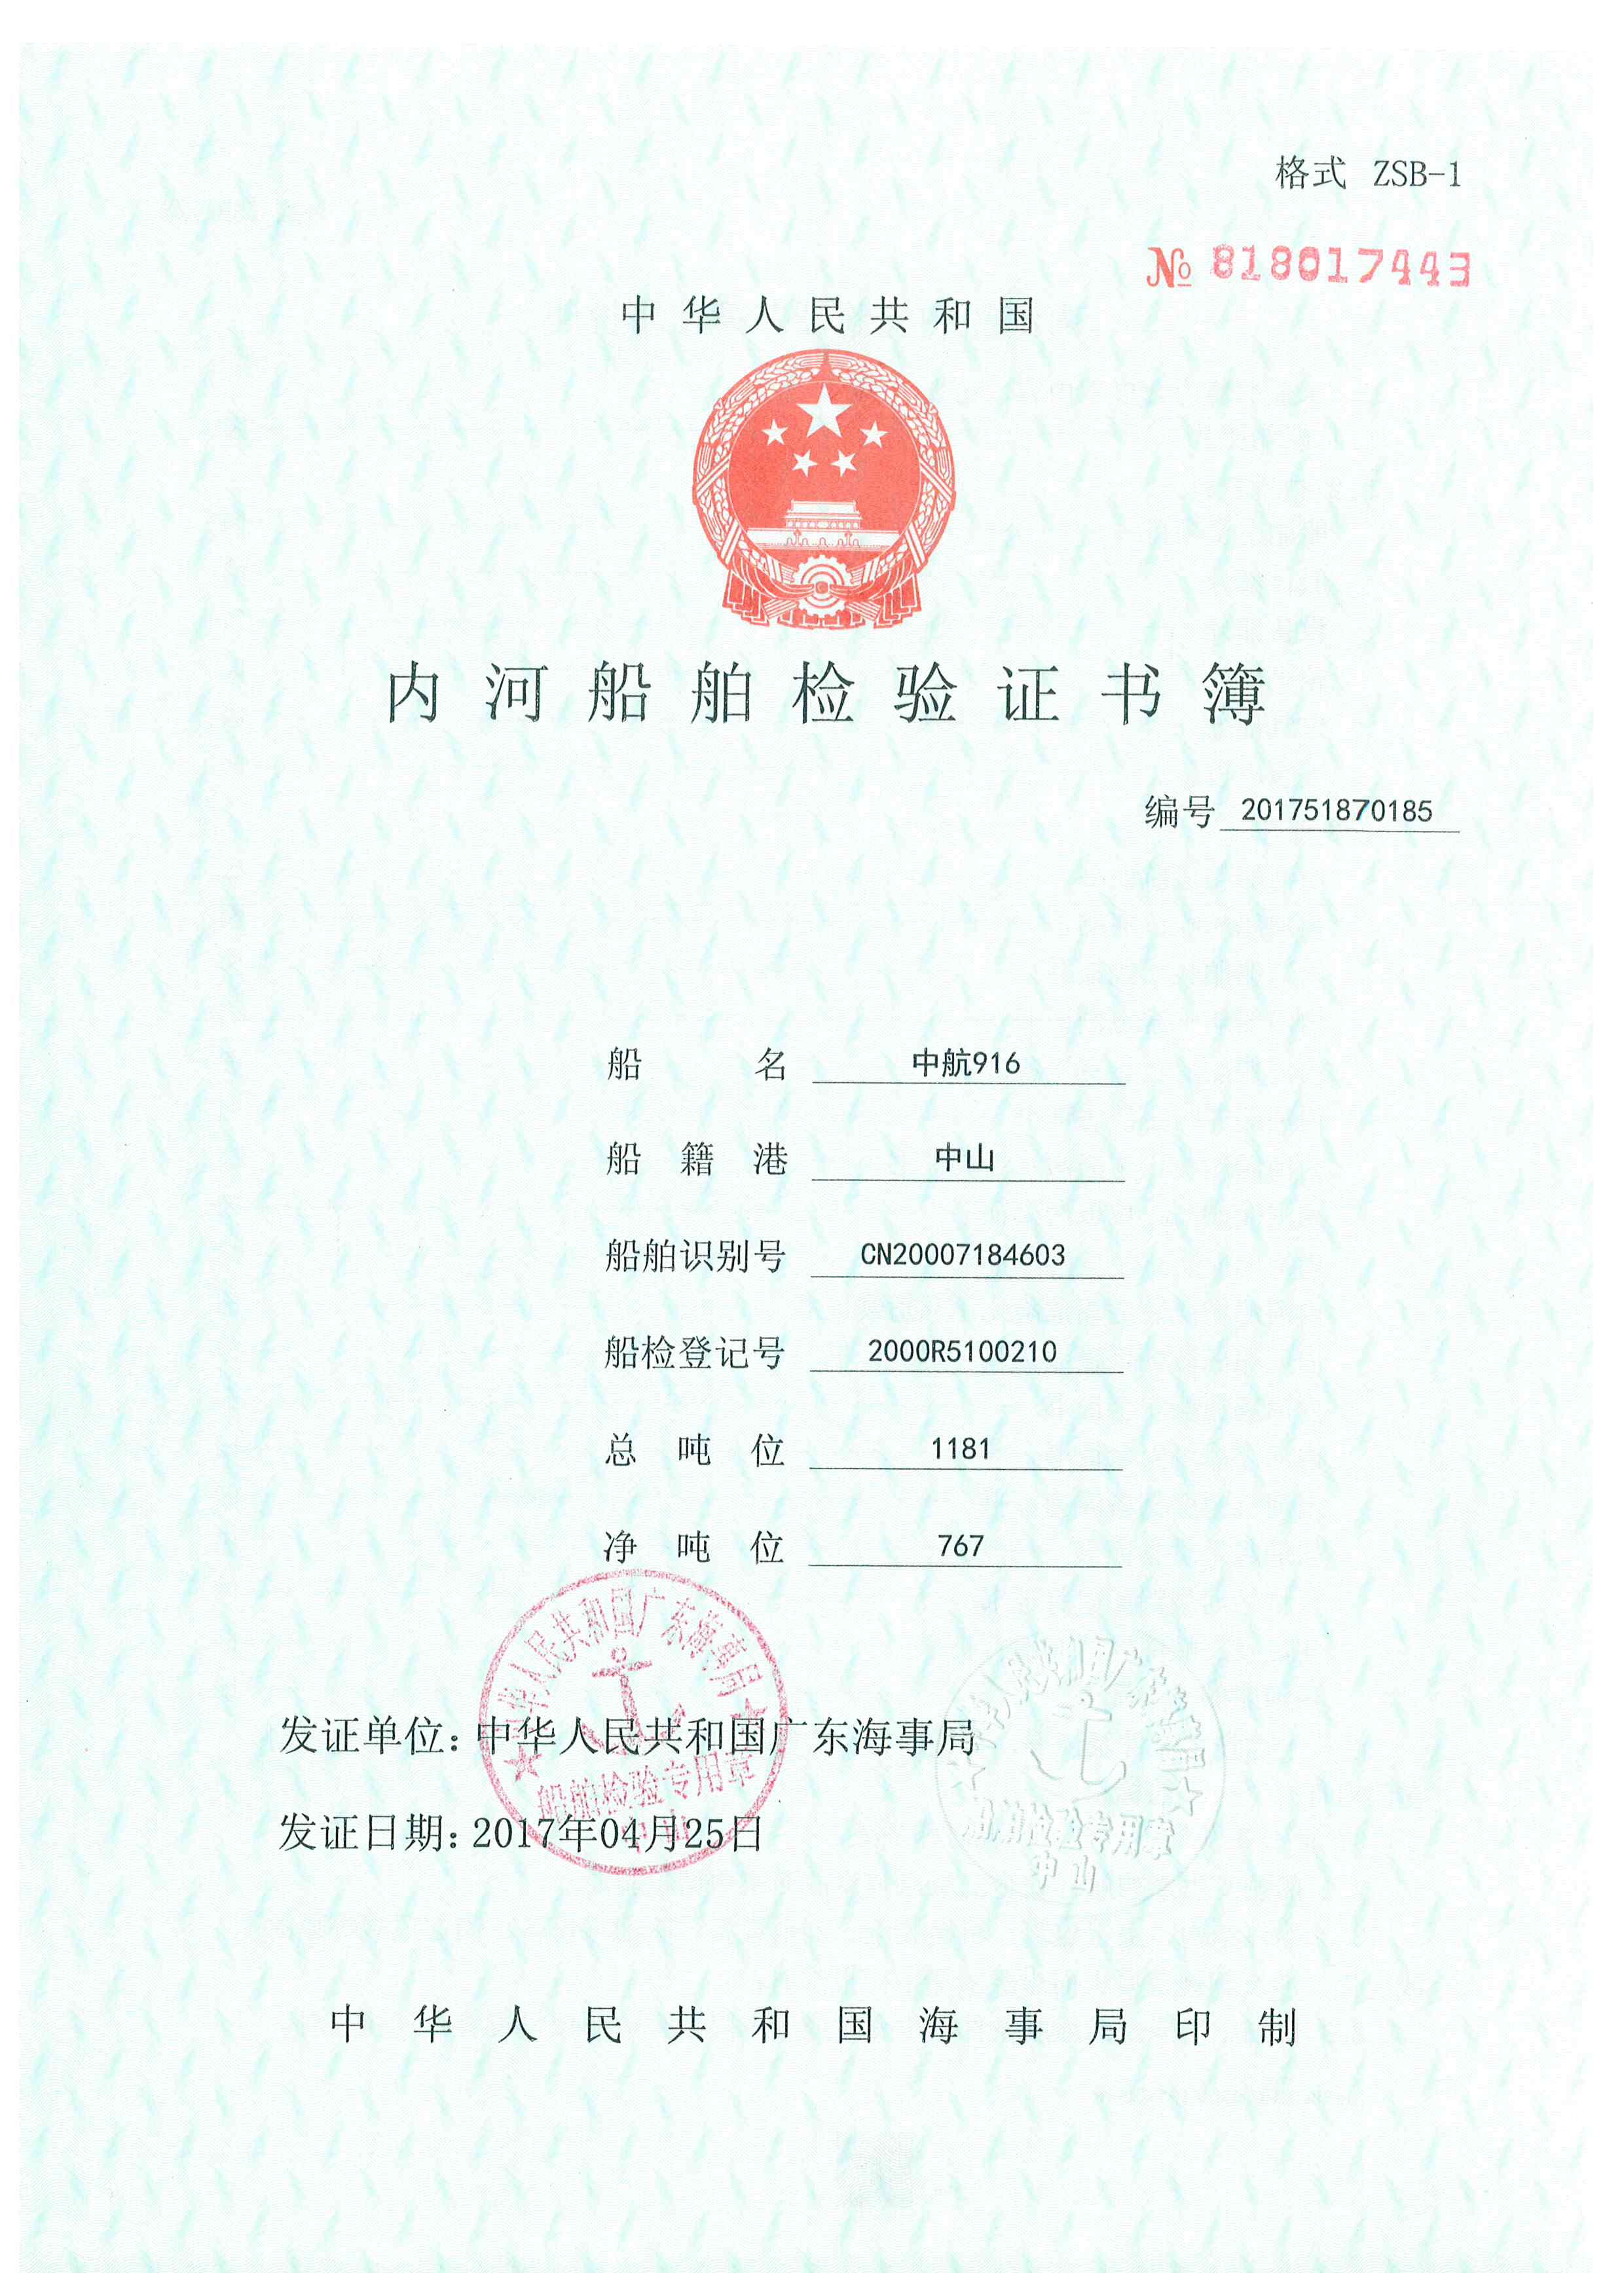 格式 ZSB-1
№ 818017443
中华人民共和国
内河船舶检验证书簿
编号 201751870185
船名 中航916
船籍港 中山
船舶识别号 CN20007184603
船检登记号 2000R5100210
总吨位 1181
净吨位 767
中华人民共和国广东海事局
船舶检验专用章
中华人民共和国广东海事局
船舶检验专用章
中山
发证单位: 中华人民共和国广东海事局
发证日期: 2017年04月25日
中华人民共和国海事局印制